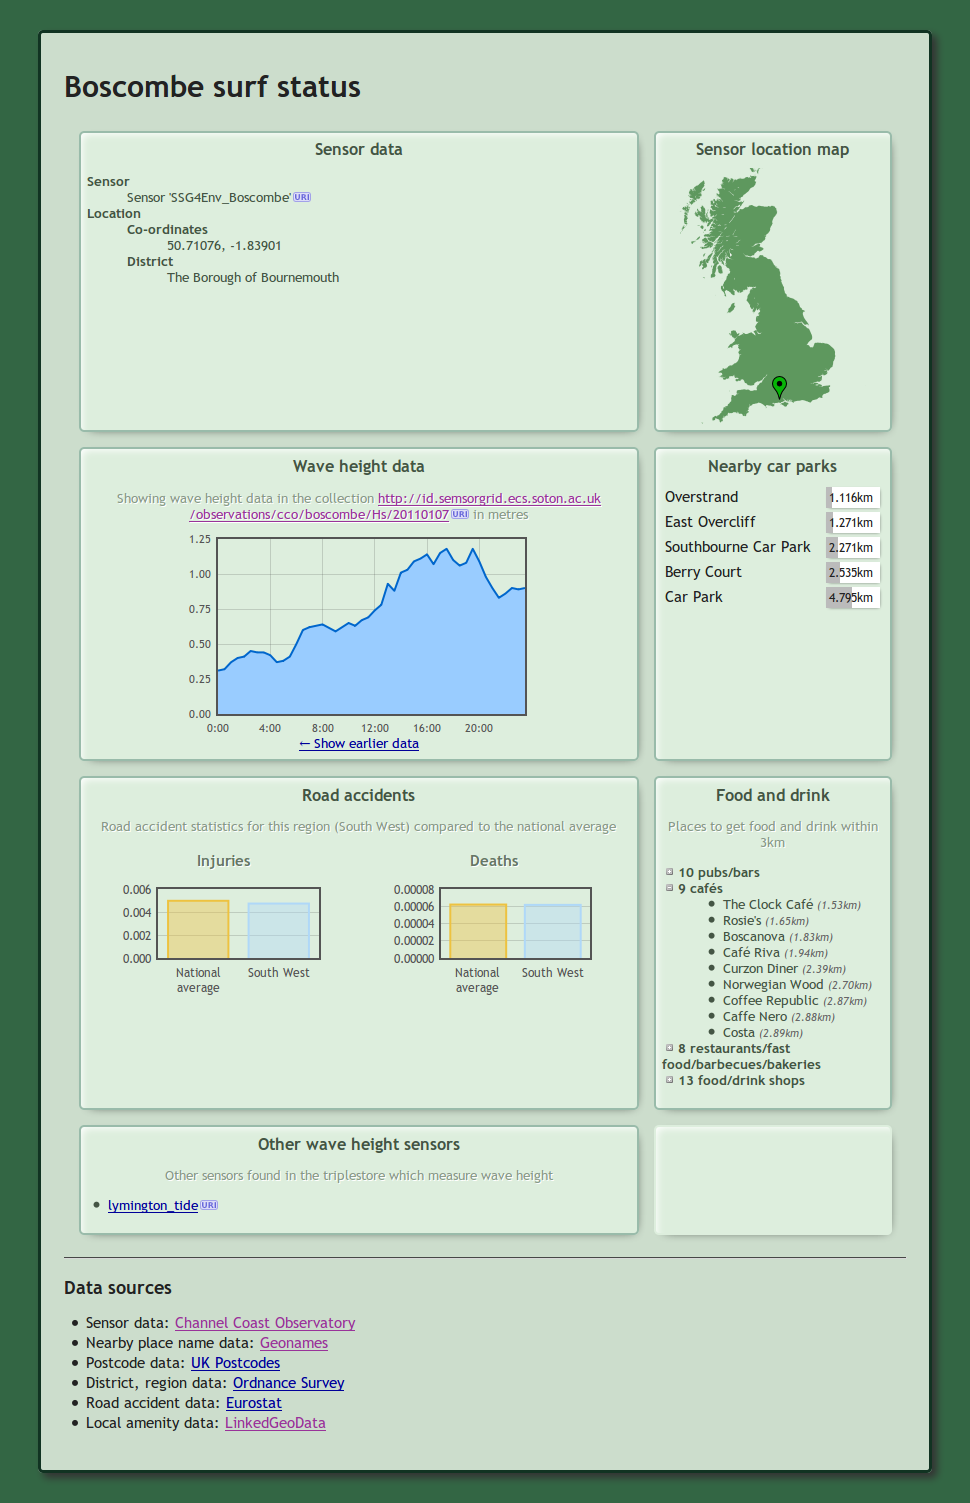 Boscombe surf status
Sensor data
Sensor
Sensor 'SSG4Env_Boscombe' URI
Location
Co-ordinates
50.71076, -1.83901
District
The Borough of Bournemouth
Sensor location map
Wave height data
Showing wave height data in the collection http://id.semsorgrid.ecs.soton.ac.uk
/observations/cco/boscombe/Hs/20110107 URI in metres
1.25
1.00
0.75
0.50
0.25
0.00
0:00 4:00 8:00 12:00 16:00 20:00
← Show earlier data
Nearby car parks
Overstrand 1.116km
East Overcliff 1.271km
Southbourne Car Park 2.271km
Berry Court 2.535km
Car Park 4.795km
Road accidents
Road accident statistics for this region (South West) compared to the national average
Injuries
0.006
0.004
0.002
0.000
National South West
average
Deaths
0.00008
0.00006
0.00004
0.00002
0.00000
National South West
average
Food and drink
Places to get food and drink within
3km
10 pubs/bars
9 cafés
The Clock Café (1.53km)
Rosie's (1.65km)
Boscanova (1.83km)
Café Riva (1.94km)
Curzon Diner (2.39km)
Norwegian Wood (2.70km)
Coffee Republic (2.87km)
Caffe Nero (2.88km)
Costa (2.89km)
8 restaurants/fast
food/barbecues/bakeries
13 food/drink shops
Other wave height sensors
Other sensors found in the triplestore which measure wave height
lymington_tide URI
Data sources
Sensor data: Channel Coast Observatory
Nearby place name data: Geonames
Postcode data: UK Postcodes
District, region data: Ordnance Survey
Road accident data: Eurostat
Local amenity data: LinkedGeoData